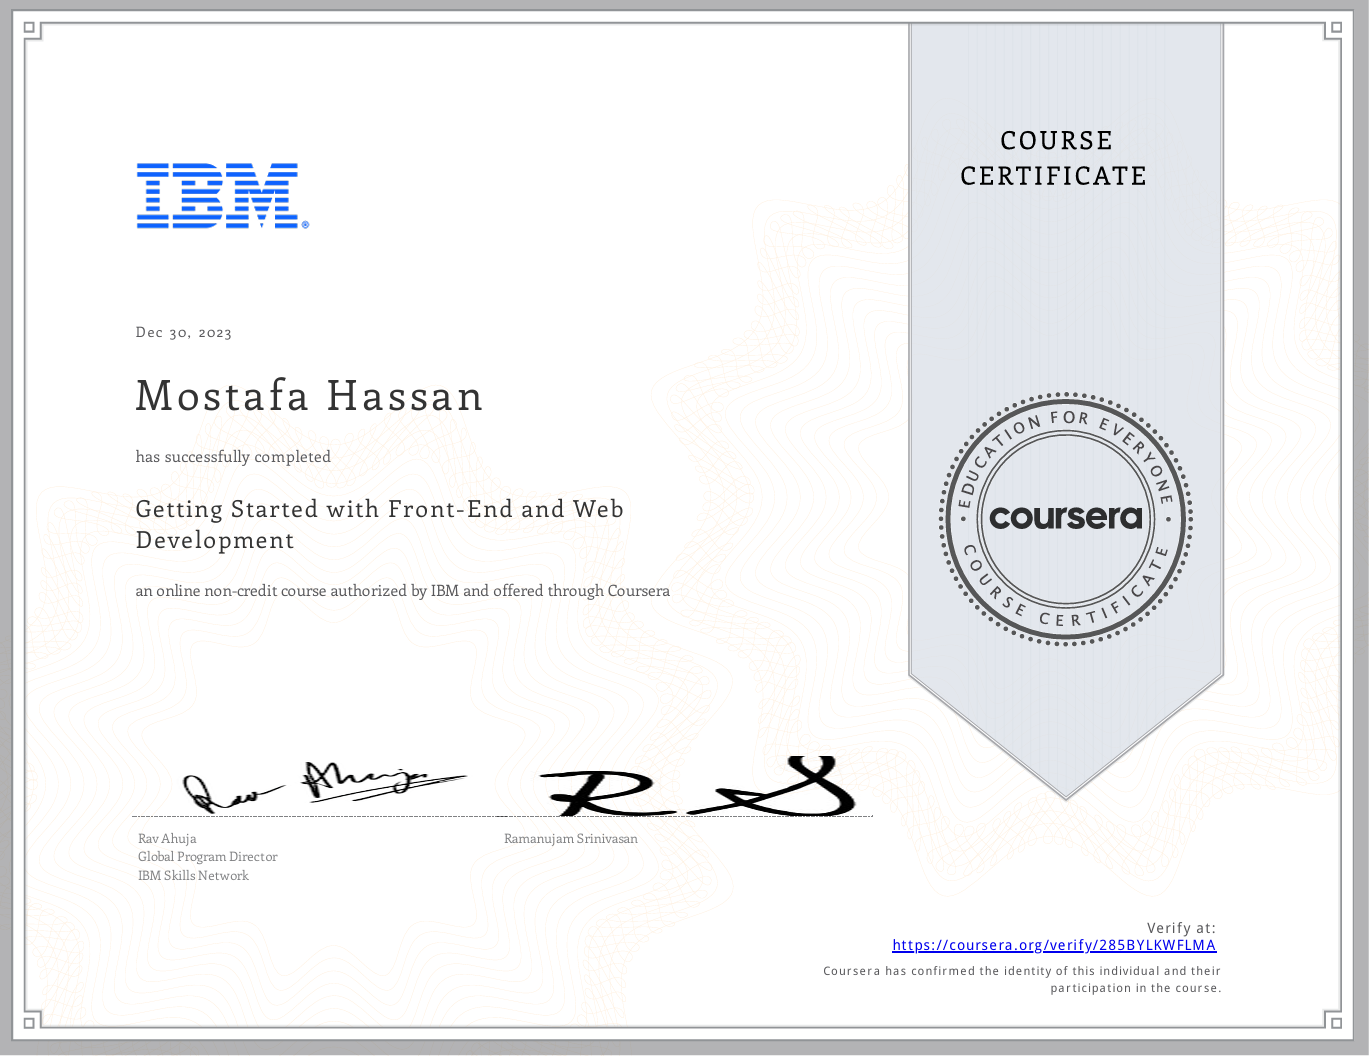 COURSE
CERTIFICATE
IBM®
Dec 30, 2023
Mostafa Hassan
has successfully completed
Getting Started with Front-End and Web
Development
an online non-credit course authorized by IBM and offered through Coursera
EDUCATION FOR EVERYONE
coursera
COURSE CERTIFICATE
Rav Ahuja
Rav Ahuja
Global Program Director
IBM Skills Network
R S
Ramanujam Srinivasan
Verify at:
https://coursera.org/verify/285BYLKWFLMA
Coursera has confirmed the identity of this individual and their
participation in the course.